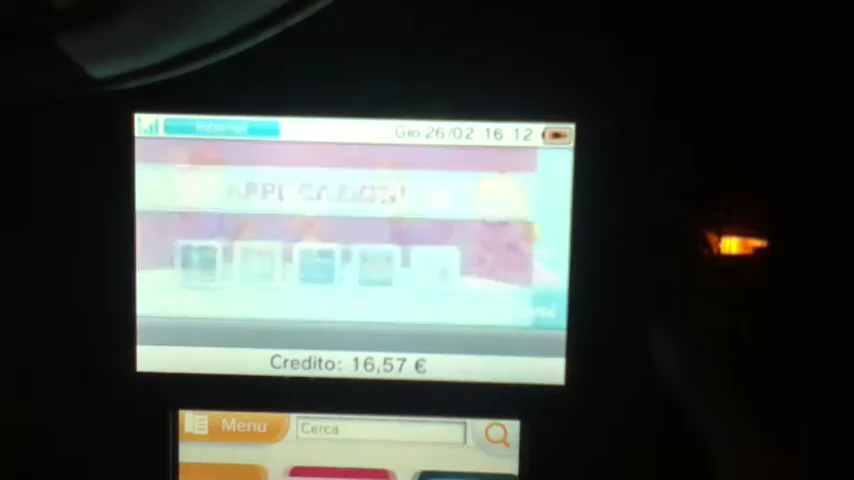 Internet
Gio 26/02 16 12
Credito: 16,57 €
Menu
Cerca